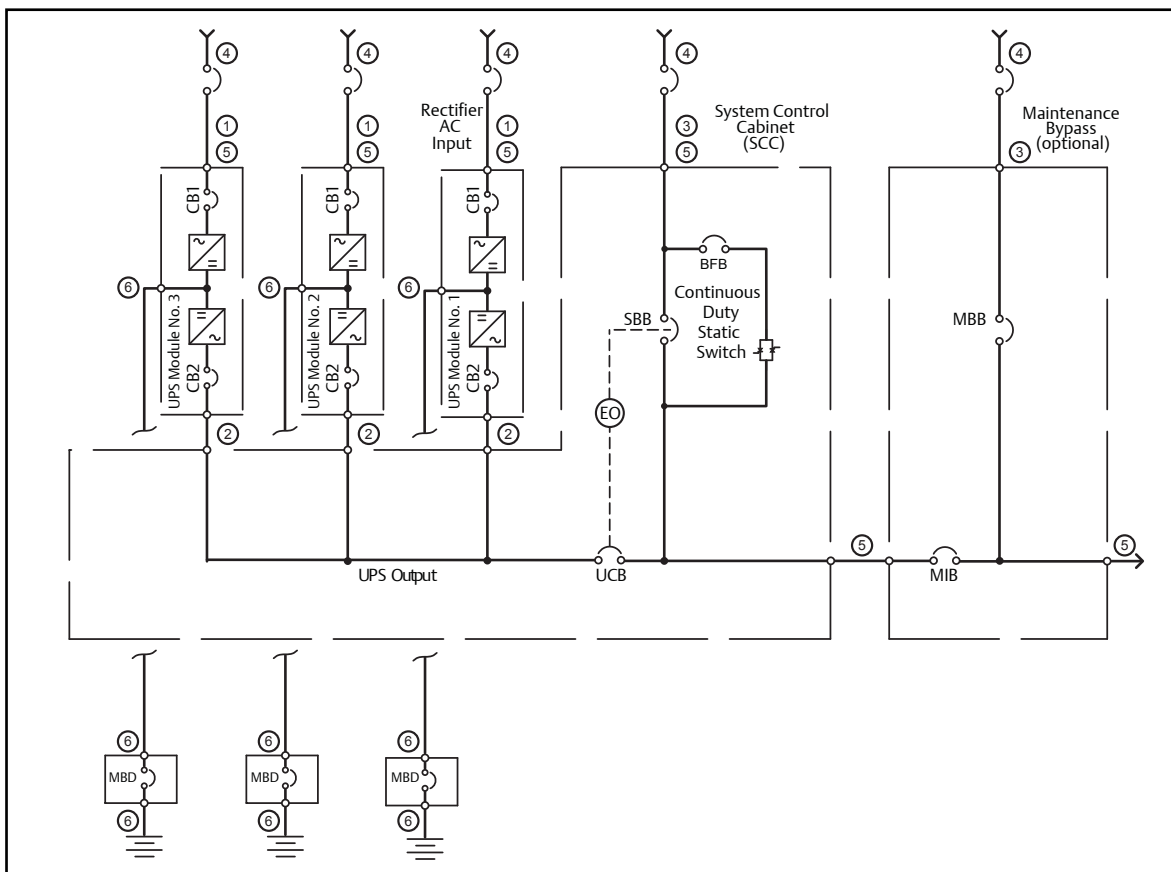 4
4
4
4
4
Rectifier
AC
Input
System Control
Cabinet
(SCC)
Maintenance
Bypass
(optional)
1
1
1
3
3
5
5
5
5
CB1
CB1
CB1
BFB
6
6
6
UPS Module No. 3
UPS Module No. 2
UPS Module No. 1
Continuous
Duty
Static
Switch
SBB
MBB
CB2
CB2
CB2
EO
2
2
2
5
5
UPS Output
UCB
MIB
6
6
6
MBD
MBD
MBD
6
6
6